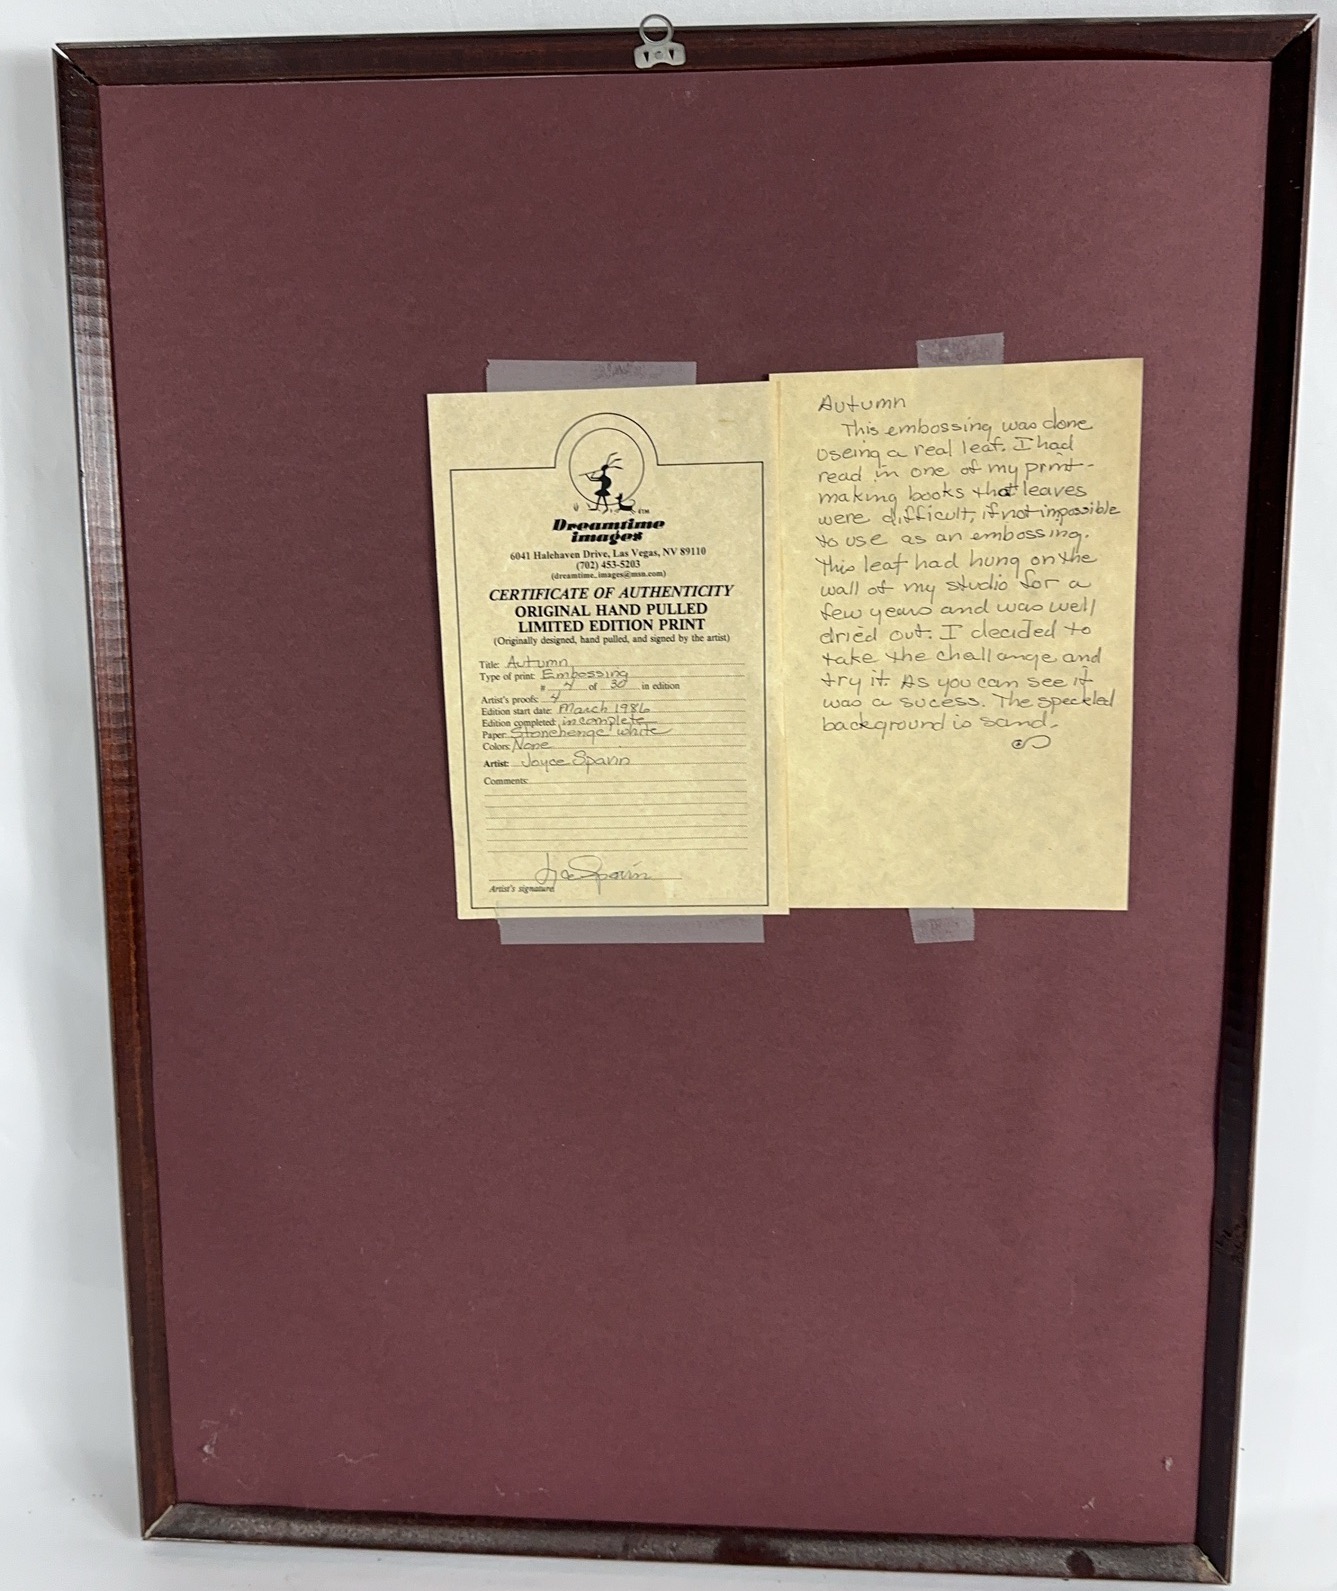 Dreamtime
images
6041 Halehaven Drive, Las Vegas, NV 89110
(702) 453-5203
(dreamtime_images@msn.com)
CERTIFICATE OF AUTHENTICITY
ORIGINAL HAND PULLED
LIMITED EDITION PRINT
(Originally designed, hand pulled, and signed by the artist)
Title: Autumn
Type of print: Embossing
# 4 of 30 in edition
Artist's proofs: 4
Edition start date: March 1986
Edition completed: incomplete
Paper: Stonehenge white
Colors: None
Artist: Joyce Spavin
Comments:
Artist's signature
Autumn
This embossing was done
useing a real leaf. I had
read in one of my print-
making books that leaves
were difficult, if not impossible
to use as an embossing.
This leaf had hung on the
wall of my studio for a
few years and was well
dried out. I decided to
take the challange and
try it. As you can see it
was a sucess. The speckled
background is sand.